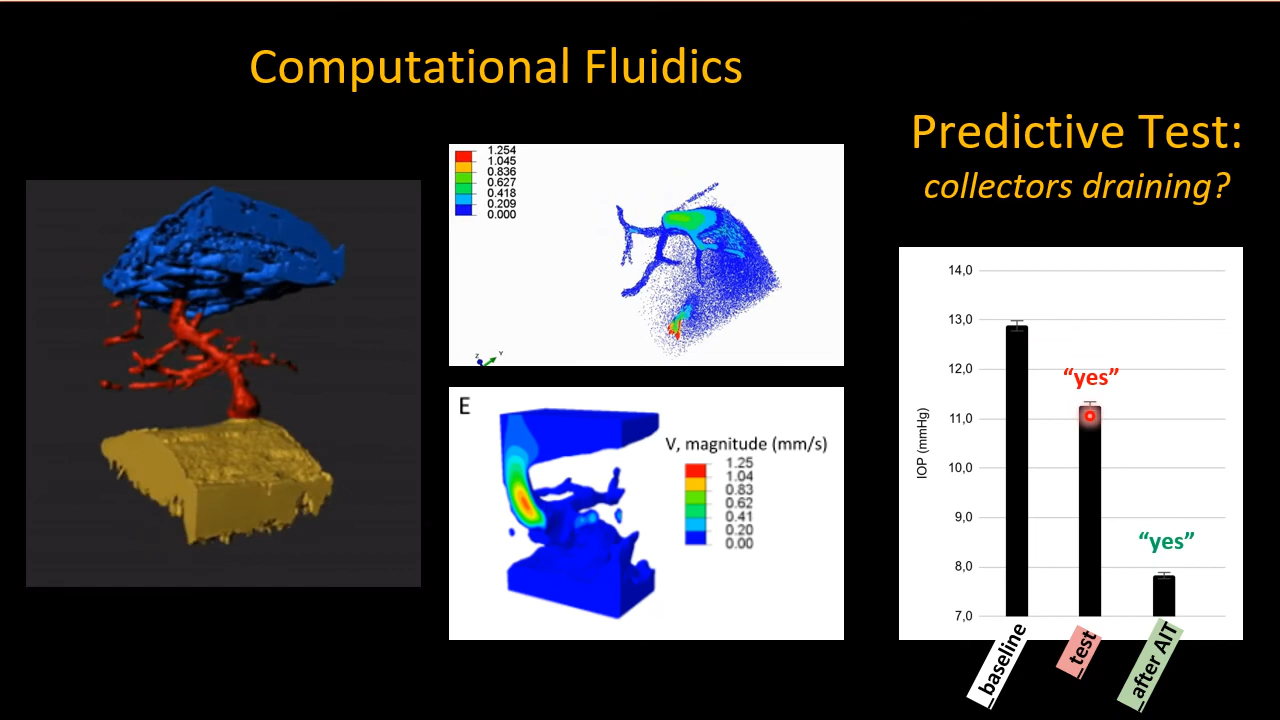 Computational Fluidics
Predictive Test:
collectors draining?
1.254
1.045
0.836
0.627
0.418
0.209
0.000
Z Y
E
V, magnitude (mm/s)
1.25
1.04
0.83
0.62
0.41
0.20
0.00
14,0
13,0
12,0
11,0
10,0
9,0
8,0
7,0
IOP (mmHg)
“yes”
“yes”
_baseline
_test
_after AIT